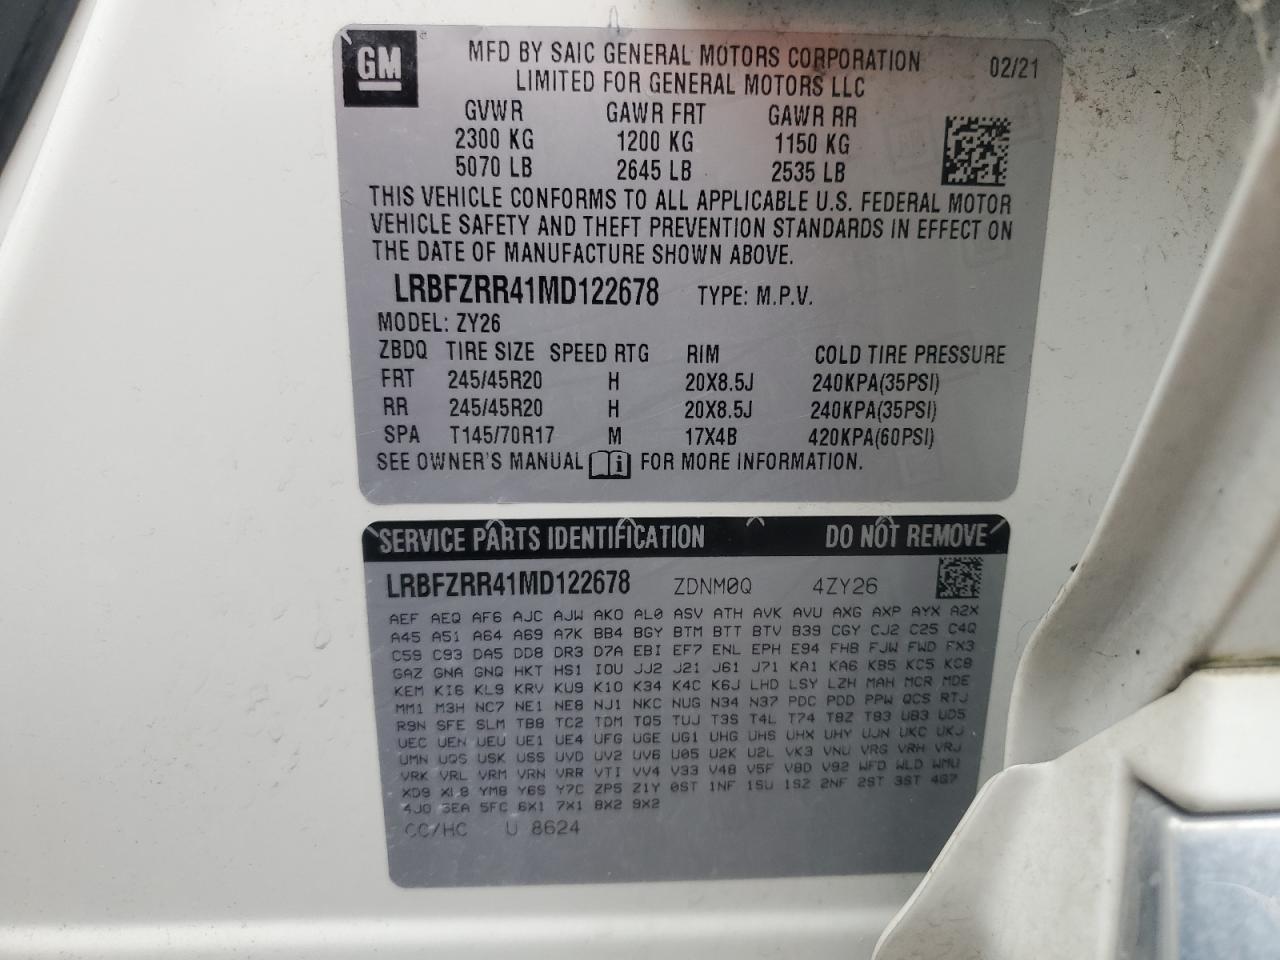 GM
MFD BY SAIC GENERAL MOTORS CORPORATION 02/21
LIMITED FOR GENERAL MOTORS LLC
GVWR GAWR FRT GAWR RR
2300 KG 1200 KG 1150 KG
5070 LB 2645 LB 2535 LB
THIS VEHICLE CONFORMS TO ALL APPLICABLE U.S. FEDERAL MOTOR
VEHICLE SAFETY AND THEFT PREVENTION STANDARDS IN EFFECT ON
THE DATE OF MANUFACTURE SHOWN ABOVE.
LRBFZRR41MD122678 TYPE: M.P.V.
MODEL: ZY26
ZBDQ TIRE SIZE SPEED RTG RIM COLD TIRE PRESSURE
FRT 245/45R20 H 20X8.5J 240KPA(35PSI)
RR 245/45R20 H 20X8.5J 240KPA(35PSI)
SPA T145/70R17 M 17X4B 420KPA(60PSI)
SEE OWNER'S MANUAL FOR MORE INFORMATION.
SERVICE PARTS IDENTIFICATION DO NOT REMOVE
LRBFZRR41MD122678 ZDNM0Q 4ZY26
AEF AEQ AF6 AJC AJW AKO AL0 ASV ATH AVK AVU AXG AXP AYX A2X
A45 A51 A64 A69 A7K BB4 BGY BTM BTT BTV B39 CGY CJ2 C25 C4Q
C59 C93 DA5 DD8 DR3 D7A EBI EF7 ENL EPH E94 FHB FJW FWD FX3
GAZ GNA GNQ HKT HS1 IOU JJ2 J21 J61 J71 KA1 KA6 KB5 KC5 KC8
KEM KI6 KL9 KRV KU9 K10 K34 K4C K6J LHD LSY LZH MAH MCR MDE
MM1 M3H NC7 NE1 NE8 NJ1 NKC NUG N34 N37 PDC PDD PPW QCS RTJ
R9N SFE SLM TB8 TC2 TDM TQ5 TUJ T3S T4L T74 T8Z T83 UB3 UD5
UEC UEN UEU UE1 UE4 UFG UGE UG1 UHG UHS UHX UHY UJN UKC UKJ
UMN UQS USK USS UVD UV2 UV6 U05 U2K U2L VK3 VNU VRG VRH VRJ
VRK VRL VRM VRN VRR VTI VV4 V33 V48 V5F V8D V92 WFD WLD WMU
XD9 XL8 YM8 Y6S Y7C ZP5 Z1Y 0ST 1NF 1SU 1SZ 2NF 2ST 3ST 4G7
4J0 5FC 6X1 7X1 8X2 9X2
CC/HC U 8624